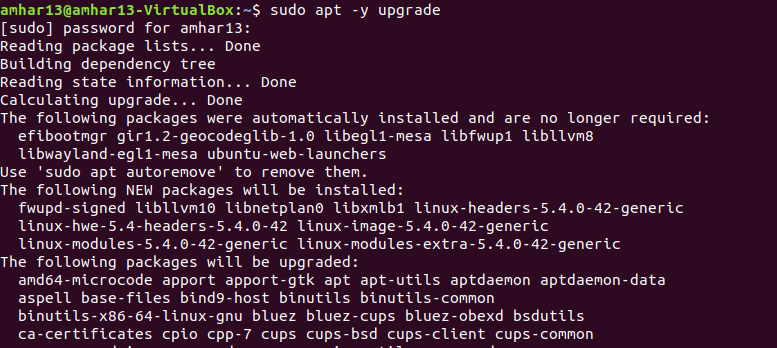 amhar13@amhar13-VirtualBox:~$ sudo apt -y upgrade
[sudo] password for amhar13:
Reading package lists... Done
Building dependency tree
Reading state information... Done
Calculating upgrade... Done
The following packages were automatically installed and are no longer required:
  efibootmgr gir1.2-geocodeglib-1.0 libegl1-mesa libfwup1 libllvm8
  libwayland-egl1-mesa ubuntu-web-launchers
Use 'sudo apt autoremove' to remove them.
The following NEW packages will be installed:
  fwupd-signed libllvm10 libnetplan0 libxmlb1 linux-headers-5.4.0-42-generic
  linux-hwe-5.4-headers-5.4.0-42 linux-image-5.4.0-42-generic
  linux-modules-5.4.0-42-generic linux-modules-extra-5.4.0-42-generic
The following packages will be upgraded:
  amd64-microcode apport apport-gtk apt apt-utils aptdaemon aptdaemon-data
  aspell base-files bind9-host binutils binutils-common
  binutils-x86-64-linux-gnu bluez bluez-cups bluez-obexd bsdutils
  ca-certificates cpio cpp-7 cups cups-bsd cups-client cups-common